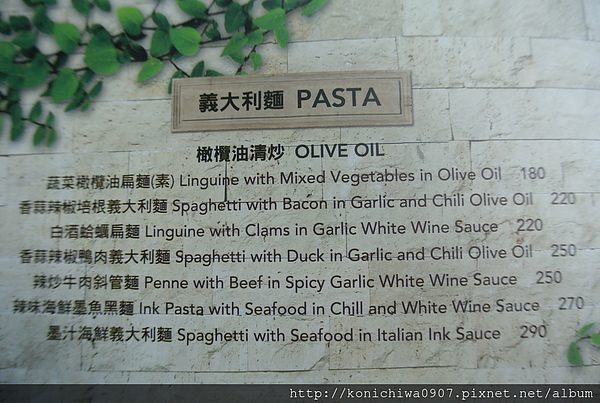 義大利麵 PASTA
橄欖油清炒 OLIVE OIL
蔬菜橄欖油扁麵(素) Linguine with Mixed Vegetables in Olive Oil 180
香蒜辣椒培根義大利麵 Spaghetti with Bacon in Garlic and Chili Olive Oil 220
白酒蛤蠣扁麵 Linguine with Clams in Garlic White Wine Sauce 220
香蒜辣椒鴨肉義大利麵 Spaghetti with Duck in Garlic and Chili Olive Oil 250
辣炒牛肉斜管麵 Penne with Beef in Spicy Garlic White Wine Sauce 250
辣味海鮮墨魚黑麵 Ink Pasta with Seafood in Chill and White Wine Sauce 270
墨汁海鮮義大利麵 Spaghetti with Seafood in Italian Ink Sauce 290
http://konichiwa0907.pixnet.net/album